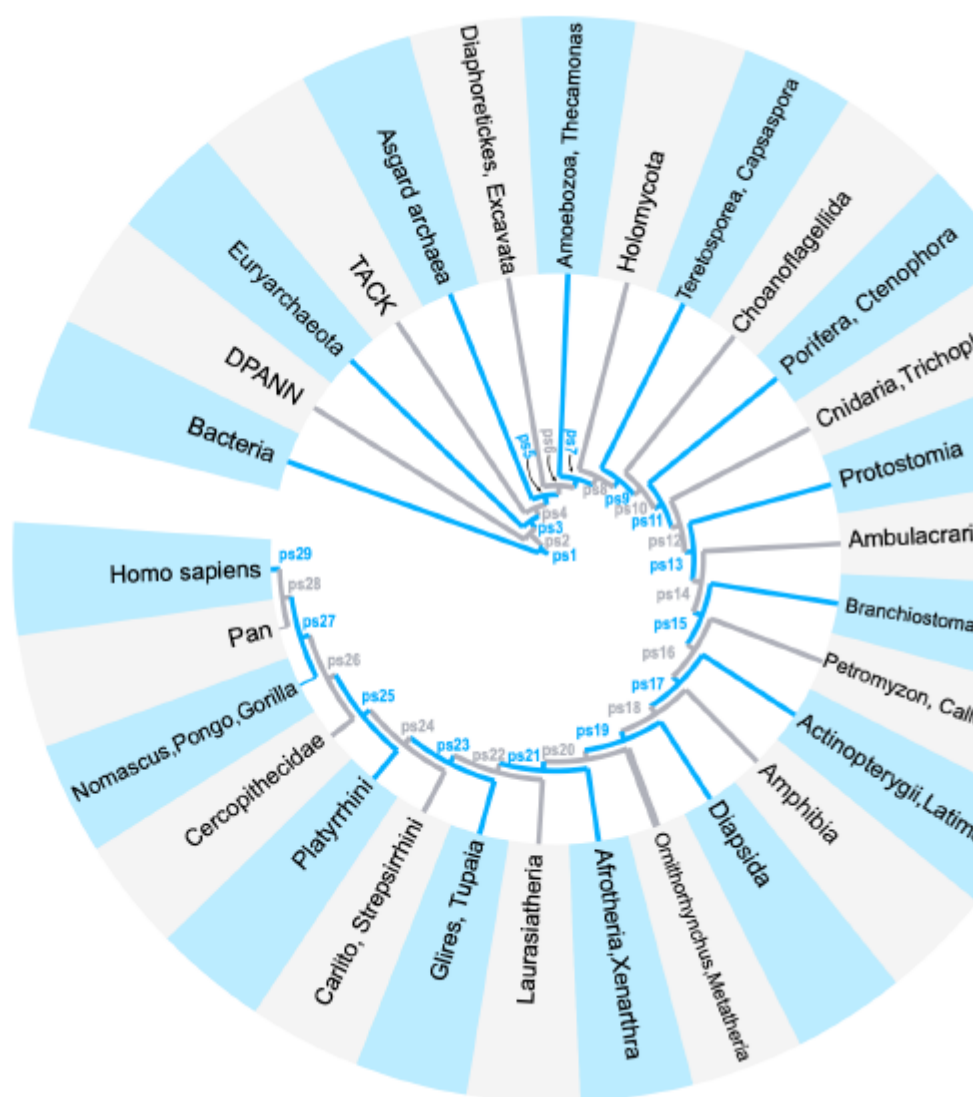 Bacteria
DPANN
Euryarchaeota
TACK
Asgard archaea
Diaphoretickes, Excavata
Amoebozoa, Thecamonas
Holomycota
Teretosporea, Capsaspora
Choanoflagellida
Porifera, Ctenophora
Cnidaria,Trichopl
Protostomia
Ambulacrari
Branchiostoma
Petromyzon, Call
Actinopterygii,Latime
Amphibia
Diapsida
Ornithorhynchus,Metatheria
Afrotheria,Xenarthra
Laurasiatheria
Glires, Tupaia
Carlito, Strepsirrhini
Platyrrhini
Cercopithecidae
Nomascus,Pongo,Gorilla
Pan
Homo sapiens
ps1
ps2
ps3
ps4
ps5
ps6
ps7
ps8
ps9
ps10
ps11
ps12
ps13
ps14
ps15
ps16
ps17
ps18
ps19
ps20
ps21
ps22
ps23
ps24
ps25
ps26
ps27
ps28
ps29